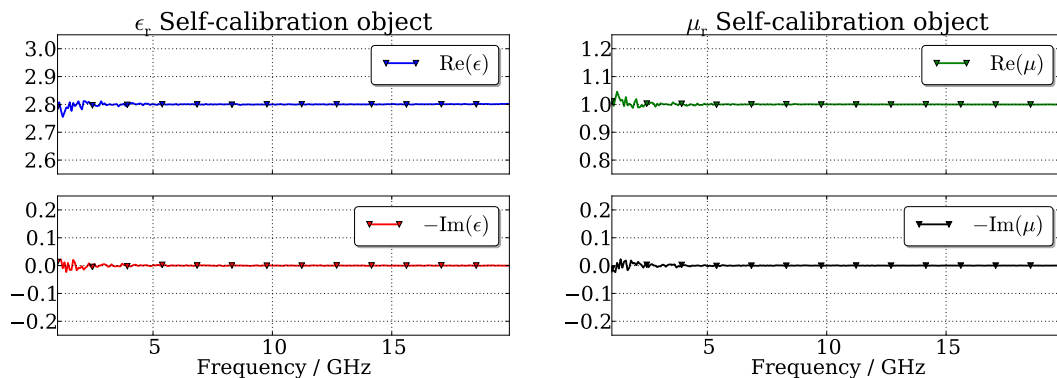 ϵr Self-calibration object
3.0
2.9
2.8
2.7
2.6
Re(ϵ)
0.2
0.1
0.0
−0.1
−0.2
−Im(ϵ)
5 10 15
Frequency / GHz
μr Self-calibration object
1.2
1.1
1.0
0.9
0.8
Re(μ)
0.2
0.1
0.0
−0.1
−0.2
−Im(μ)
5 10 15
Frequency / GHz